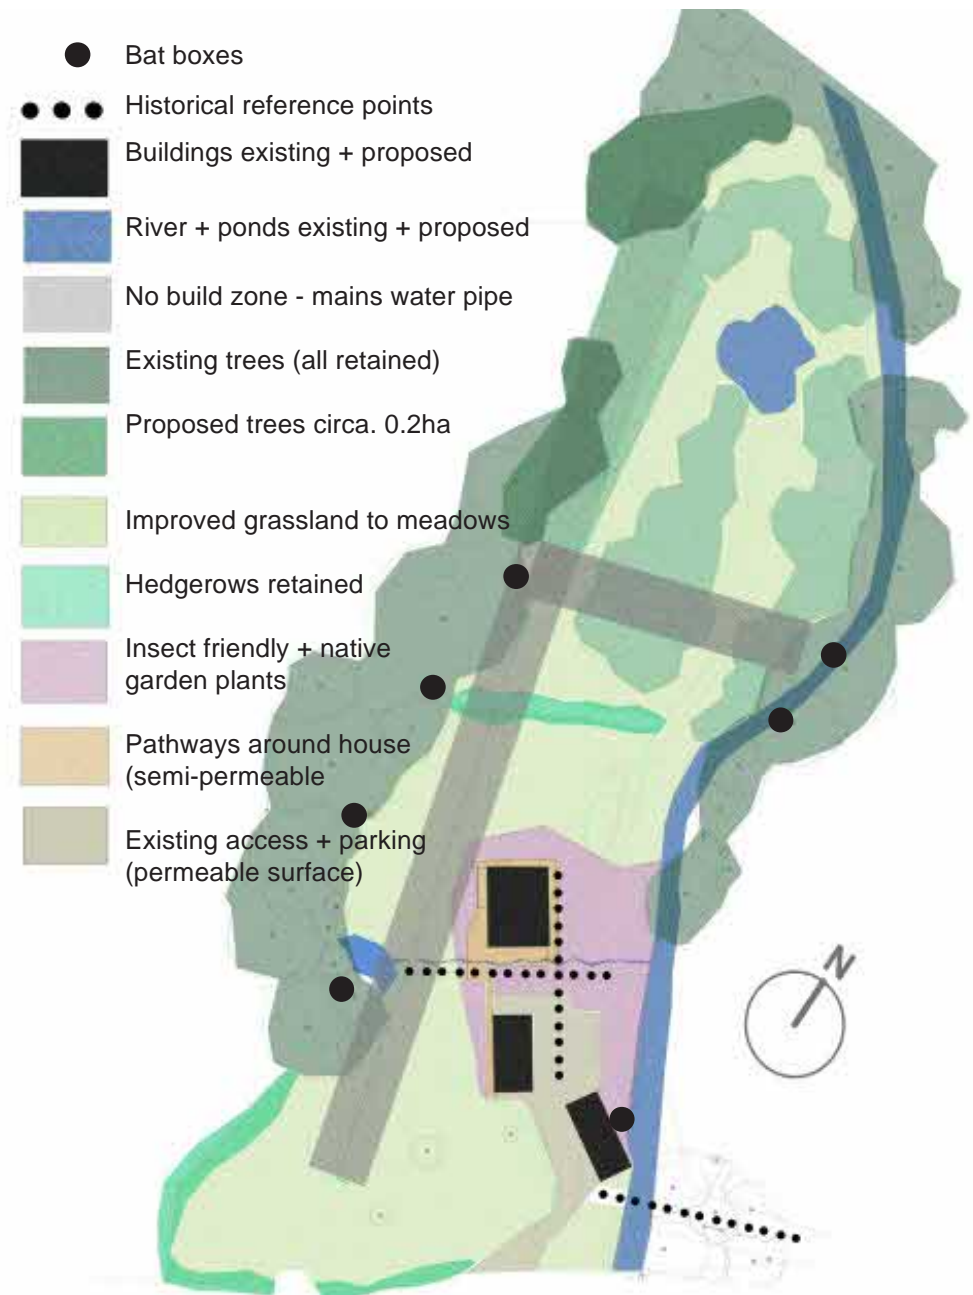 Bat boxes
Historical reference points
Buildings existing + proposed
River + ponds existing + proposed
No build zone - mains water pipe
Existing trees (all retained)
Proposed trees circa. 0.2ha
Improved grassland to meadows
Hedgerows retained
Insect friendly + native
garden plants
Pathways around house
(semi-permeable
Existing access + parking
(permeable surface)
N